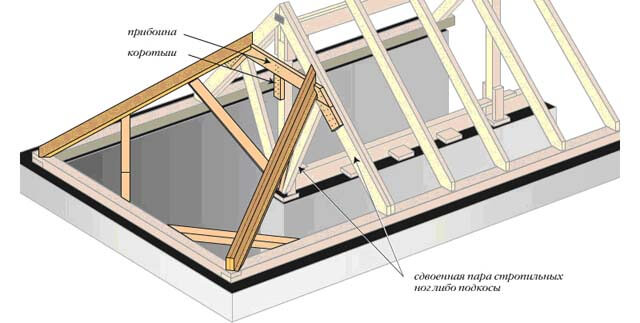 прибоина
коротыш
сдвоенная пара стропильных
ног либо подкосы